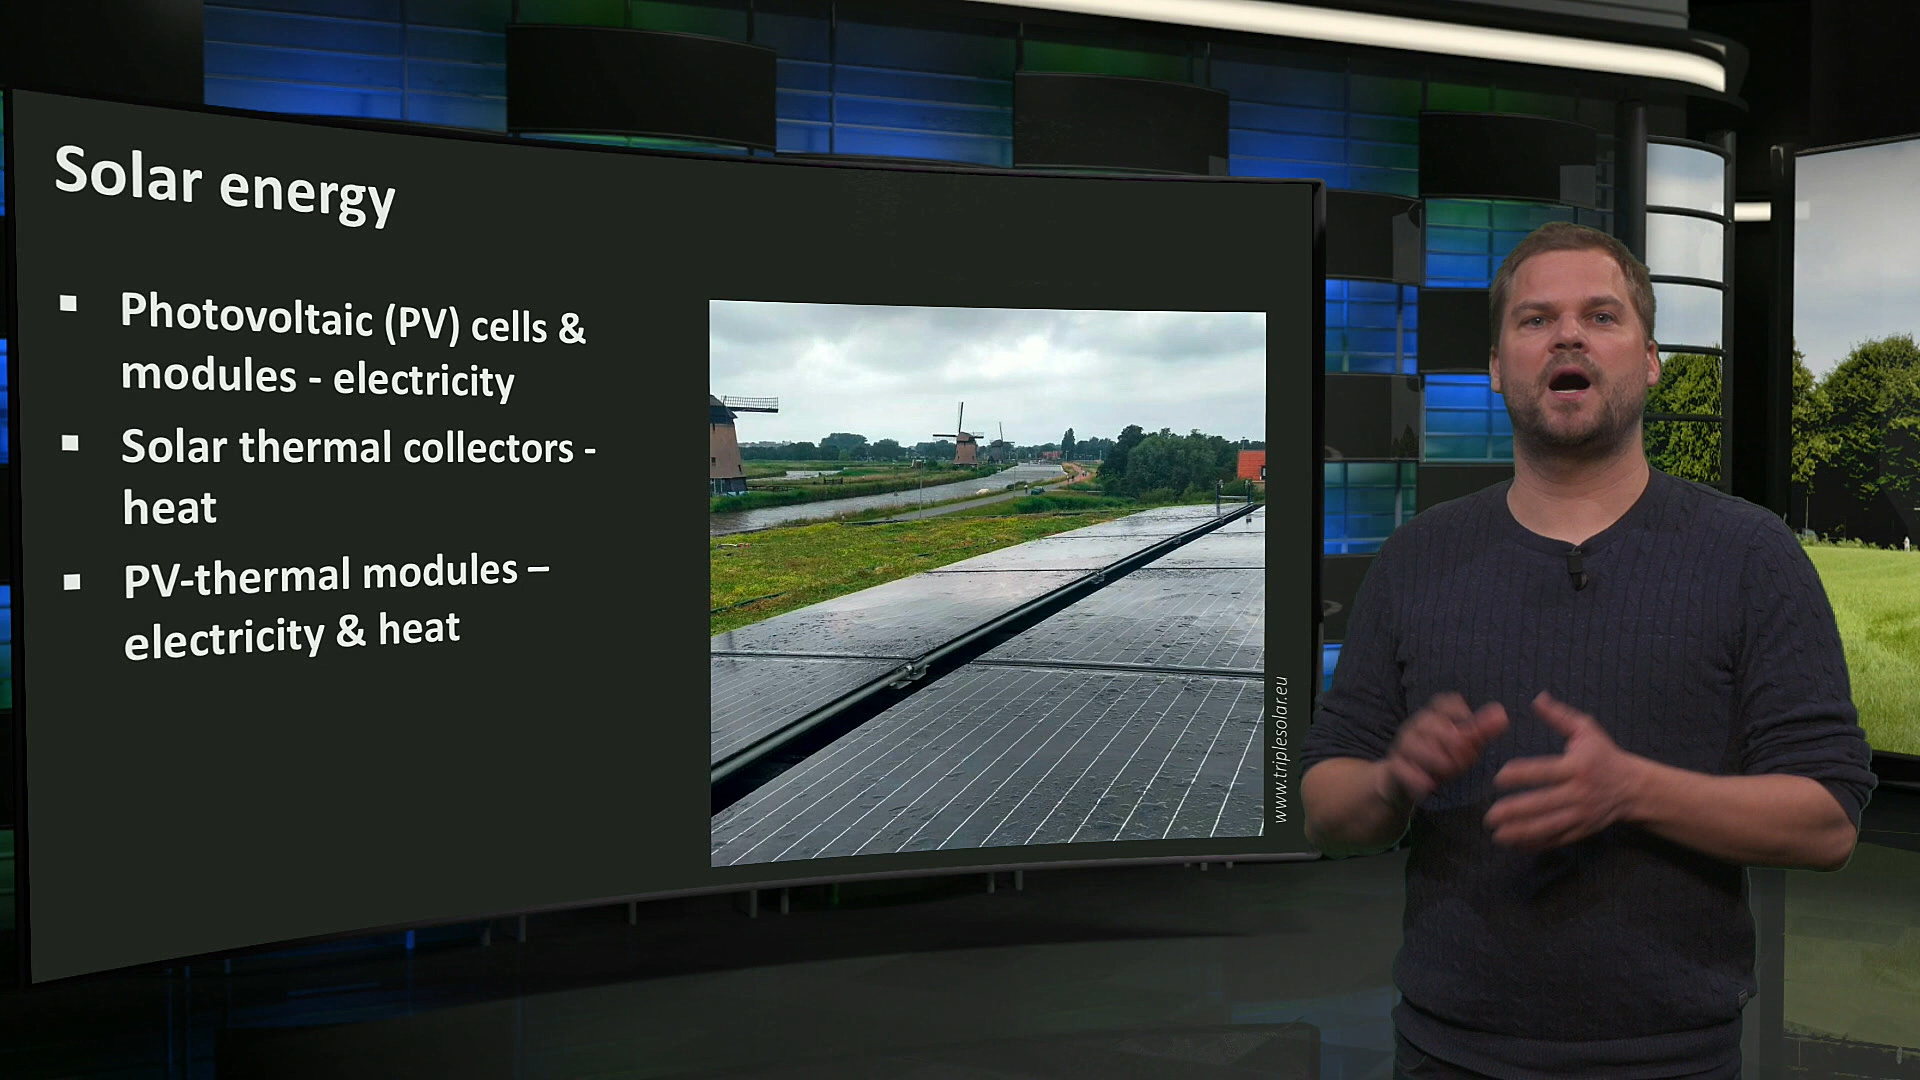 Solar energy
▪ Photovoltaic (PV) cells &
modules - electricity
▪ Solar thermal collectors -
heat
▪ PV-thermal modules –
electricity & heat
www.triplesolar.eu